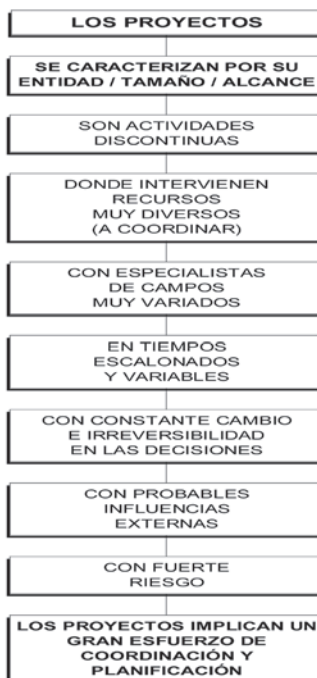 LOS PROYECTOS
SE CARACTERIZAN POR SU
ENTIDAD / TAMAÑO / ALCANCE
SON ACTIVIDADES
DISCONTINUAS
DONDE INTERVIENEN
RECURSOS
MUY DIVERSOS
(A COORDINAR)
CON ESPECIALISTAS
DE CAMPOS
MUY VARIADOS
EN TIEMPOS
ESCALONADOS
Y VARIABLES
CON CONSTANTE CAMBIO
E IRREVERSIBILIDAD
EN LAS DECISIONES
CON PROBABLES
INFLUENCIAS
EXTERNAS
CON FUERTE
RIESGO
LOS PROYECTOS IMPLICAN UN
GRAN ESFUERZO DE
COORDINACIÓN Y
PLANIFICACIÓN